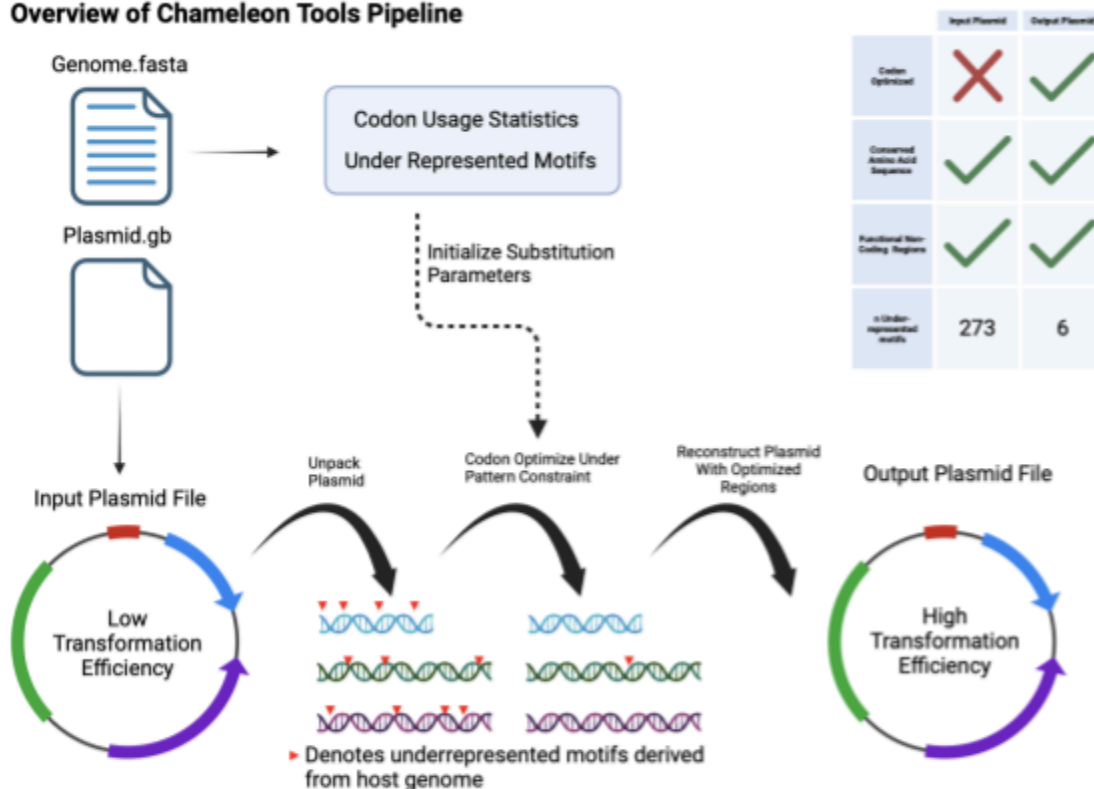 Overview of Chameleon Tools Pipeline
Genome.fasta
Codon Usage Statistics
Under Represented Motifs
Plasmid.gb
Initialize Substitution
Parameters
Input Plasmid
Output Plasmid
Codon
Optimized
Conserved
Amino Acid
Sequence
Functional Non-
Coding Regions
n Under-
represented
motifs
273
6
Input Plasmid File
Unpack
Plasmid
Codon Optimize Under
Pattern Constraint
Reconstruct Plasmid
With Optimized
Regions
Output Plasmid File
Low
Transformation
Efficiency
High
Transformation
Efficiency
Denotes underrepresented motifs derived
from host genome